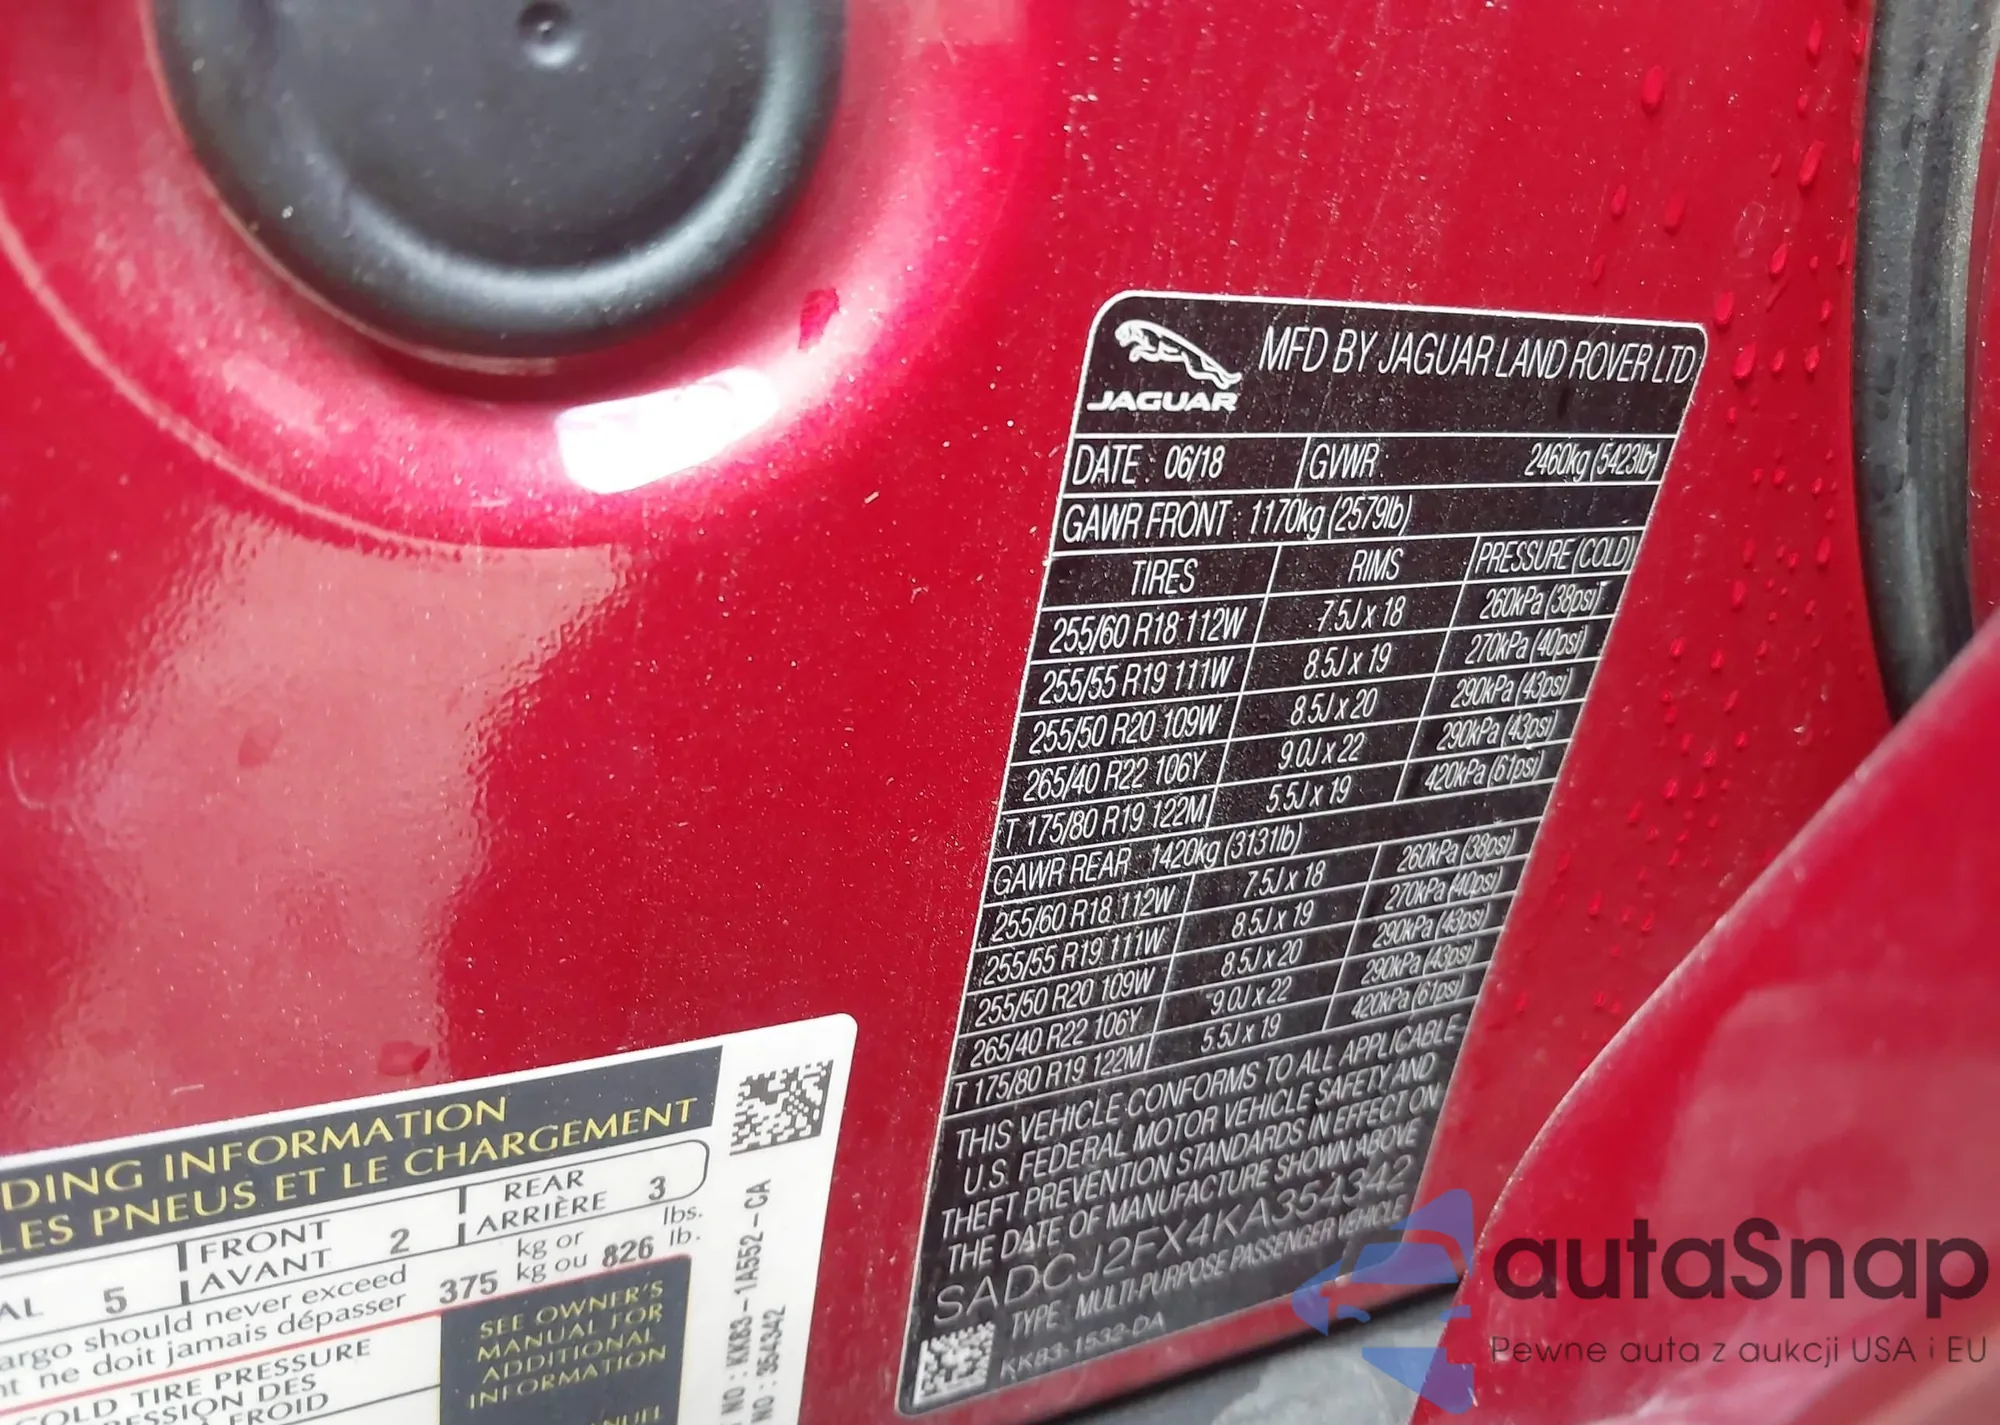 JAGUAR
MFD BY JAGUAR LAND ROVER LTD
DATE : 06/18 GVWR 2460kg (5423lb)
GAWR FRONT : 1170kg (2579lb)
TIRES RIMS PRESSURE (COLD)
255/60 R18 112W 7.5J x 18 260kPa (38psi)
255/55 R19 111W 8.5J x 19 270kPa (40psi)
255/50 R20 109W 8.5J x 20 290kPa (43psi)
265/40 R22 106Y 9.0J x 22 290kPa (43psi)
T 175/80 R19 122M 5.5J x 19 420kPa (61psi)
GAWR REAR 1420kg (3131lb)
255/60 R18 112W 7.5J x 18 260kPa (38psi)
255/55 R19 111W 8.5J x 19 270kPa (40psi)
255/50 R20 109W 8.5J x 20 290kPa (43psi)
265/40 R22 106Y 9.0J x 22 290kPa (43psi)
T 175/80 R19 122M 5.5J x 19 420kPa (61psi)
THIS VEHICLE CONFORMS TO ALL APPLICABLE
U.S. FEDERAL MOTOR VEHICLE SAFETY AND
THEFT PREVENTION STANDARDS IN EFFECT ON
THE DATE OF MANUFACTURE SHOWN ABOVE
SADCJ2FX4KA354342
TYPE : MULTI-PURPOSE PASSENGER VEHICLE
KK83-1532-DA
DING INFORMATION
LES PNEUS ET LE CHARGEMENT
AL 5 FRONT AVANT 2 REAR ARRIÈRE 3
argo should never exceed 375 kg or 826 lbs.
nt ne doit jamais dépasser kg ou lb.
COLD TIRE PRESSURE
SSION DES
FROID
SEE OWNER'S
MANUAL FOR
ADDITIONAL
INFORMATION
NUEL
NO : KK83-1A552-CA
NO : 354342
autaSnap
Pewne auta z aukcji USA i EU